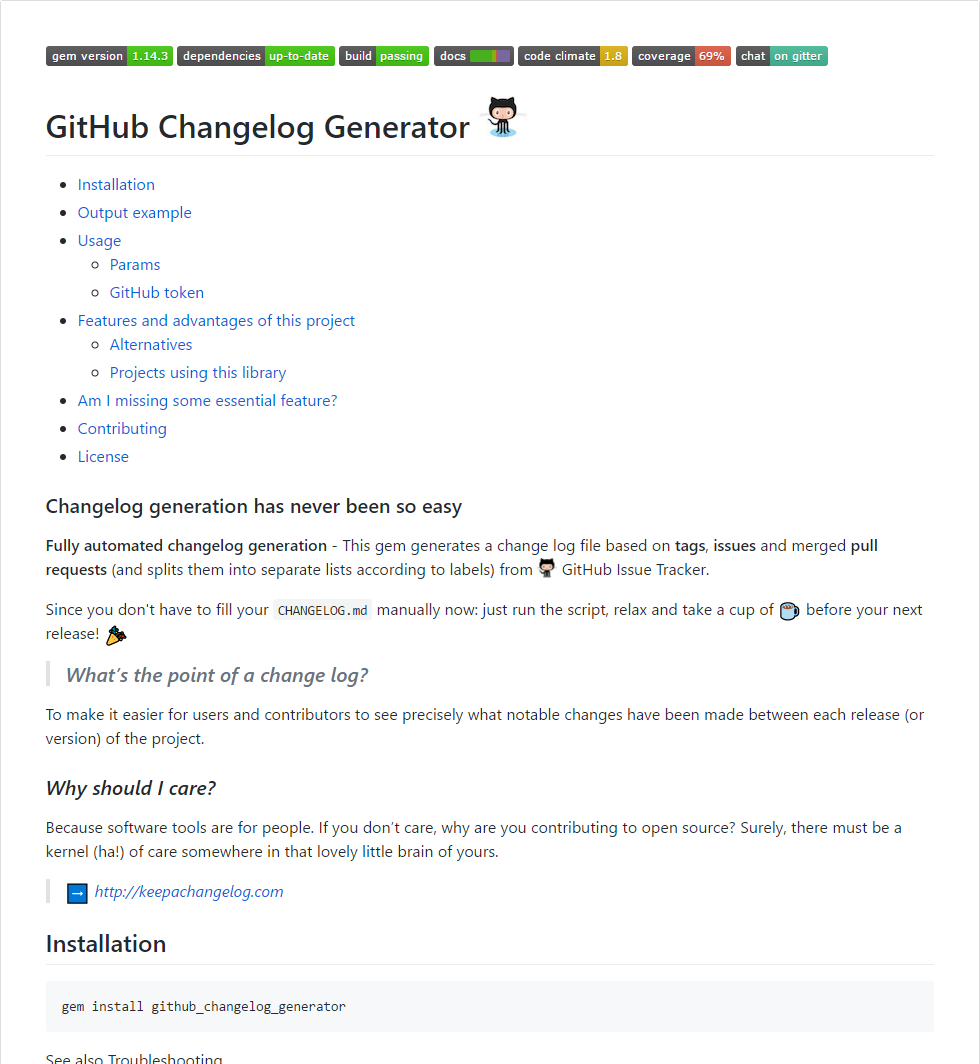 gem version 1.14.3 dependencies up-to-date build passing docs code climate 1.8 coverage 69% chat on gitter
GitHub Changelog Generator
Installation
Output example
Usage
Params
GitHub token
Features and advantages of this project
Alternatives
Projects using this library
Am I missing some essential feature?
Contributing
License
Changelog generation has never been so easy
Fully automated changelog generation - This gem generates a change log file based on tags, issues and merged pull
requests (and splits them into separate lists according to labels) from GitHub Issue Tracker.
Since you don't have to fill your CHANGELOG.md manually now: just run the script, relax and take a cup of before your next
release!
What's the point of a change log?
To make it easier for users and contributors to see precisely what notable changes have been made between each release (or
version) of the project.
Why should I care?
Because software tools are for people. If you don't care, why are you contributing to open source? Surely, there must be a
kernel (ha!) of care somewhere in that lovely little brain of yours.
http://keepachangelog.com
Installation
gem install github_changelog_generator
See also Troubleshooting